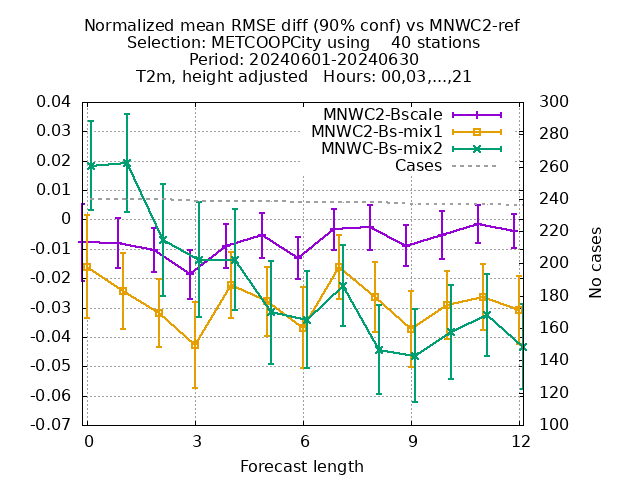 Normalized mean RMSE diff (90% conf) vs MNWC2-ref
Selection: METCOOPCity using    40 stations
Period: 20240601-20240630
T2m, height adjusted   Hours: 00,03,...,21
MNWC2-Bscale
MNWC2-Bs-mix1
MNWC-Bs-mix2
Cases
0.04
0.03
0.02
0.01
0
-0.01
-0.02
-0.03
-0.04
-0.05
-0.06
-0.07
300
280
260
240
220
200
180
160
140
120
100
No cases
0 3 6 9 12
Forecast length